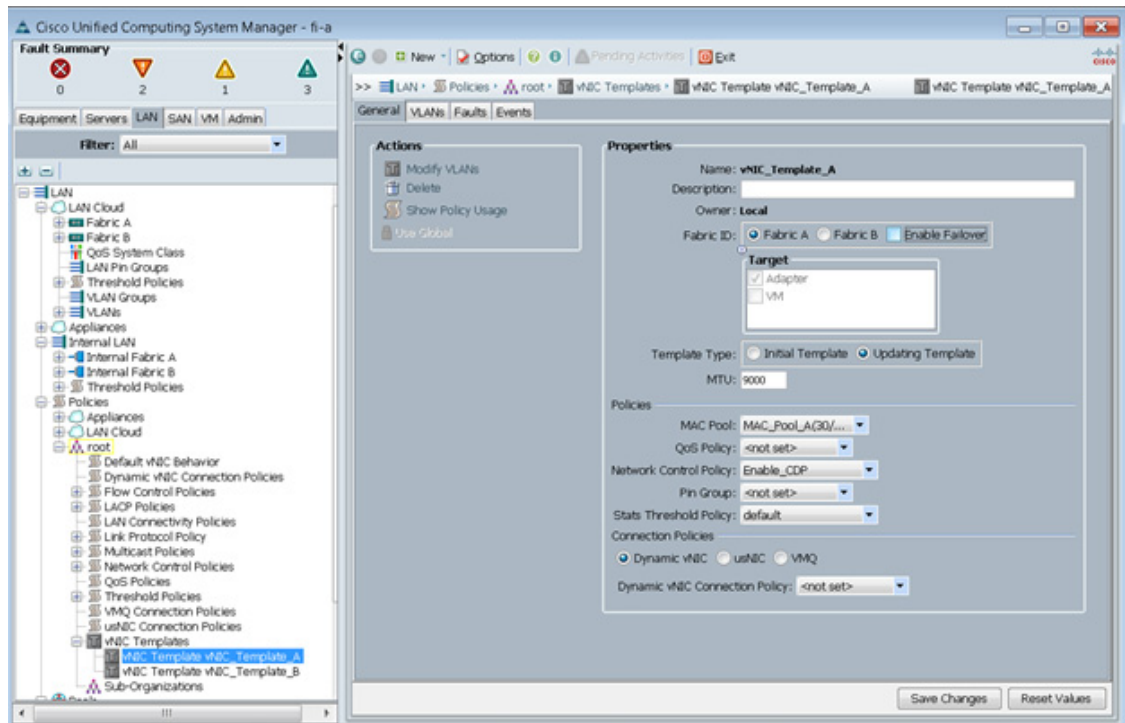 Cisco Unified Computing System Manager - fi-a
Fault Summary
0 2 1 3
Equipment Servers LAN SAN VM Admin
Filter: All
LAN
LAN Cloud
Fabric A
Fabric B
QoS System Class
LAN Pin Groups
Threshold Policies
VLAN Groups
VLANs
Appliances
Internal LAN
Internal Fabric A
Internal Fabric B
Threshold Policies
Policies
Appliances
LAN Cloud
root
Default vNIC Behavior
Dynamic vNIC Connection Policies
Flow Control Policies
LACP Policies
LAN Connectivity Policies
Link Protocol Policy
Multicast Policies
Network Control Policies
QoS Policies
Threshold Policies
VMQ Connection Policies
usNIC Connection Policies
vNIC Templates
vNIC Template vNIC_Template_A
vNIC Template vNIC_Template_B
Sub-Organizations
New Options Pending Activities Exit
CISCO
>> LAN Policies root vNIC Templates vNIC Template vNIC_Template_A vNIC Template vNIC_Template_A
General VLANs Faults Events
Actions
Modify VLANs
Delete
Show Policy Usage
Use Global
Properties
Name: vNIC_Template_A
Description:
Owner: Local
Fabric ID: Fabric A Fabric B Enable Failover
Target
Adapter
VM
Template Type: Initial Template Updating Template
MTU: 9000
Policies
MAC Pool: MAC_Pool_A(30/...
QoS Policy: <not set>
Network Control Policy: Enable_CDP
Pin Group: <not set>
Stats Threshold Policy: default
Connection Policies
Dynamic vNIC usNIC VMQ
Dynamic vNIC Connection Policy: <not set>
Save Changes Reset Values